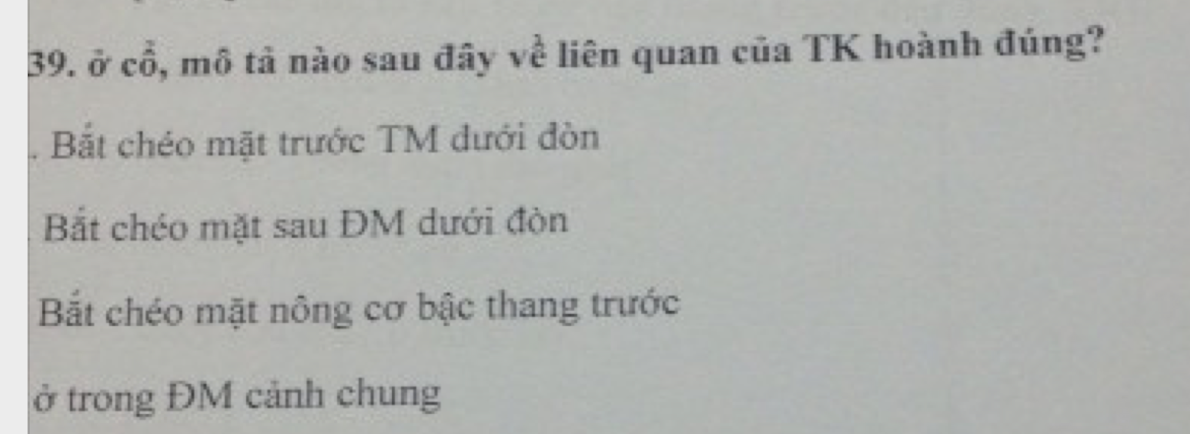 39. ở cổ, mô tả nào sau đây về liên quan của TK hoành đúng?
. Bắt chéo mặt trước TM dưới đòn
Bắt chéo mặt sau ĐM dưới đòn
Bắt chéo mặt nông cơ bậc thang trước
ở trong ĐM cảnh chung